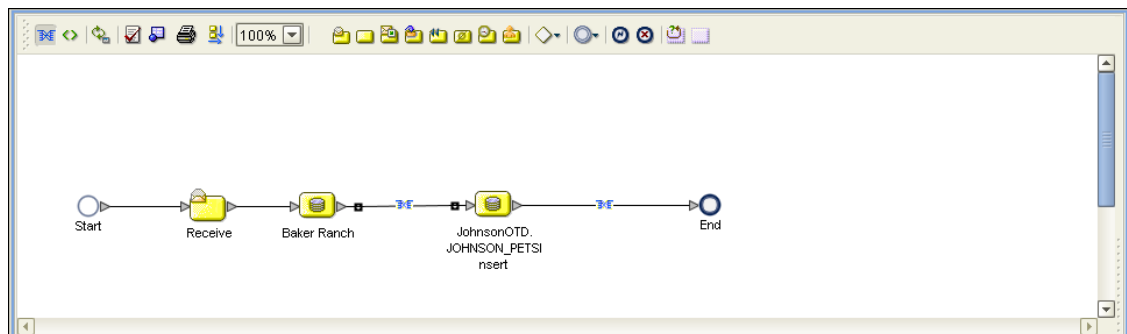 100%
Start
Receive
Baker Ranch
JohnsonOTD.
JOHNSON_PETSI
nsert
End